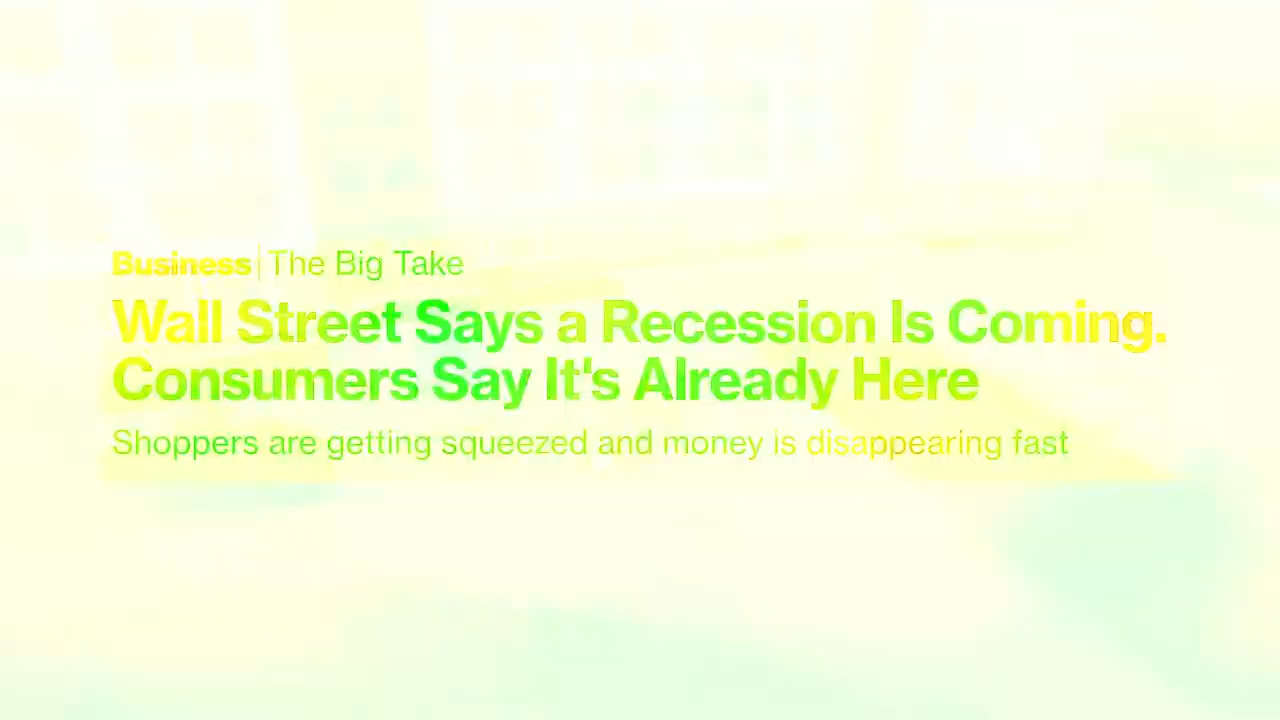 Business | The Big Take
Wall Street Says a Recession Is Coming.
Consumers Say It's Already Here
Shoppers are getting squeezed and money is disappearing fast